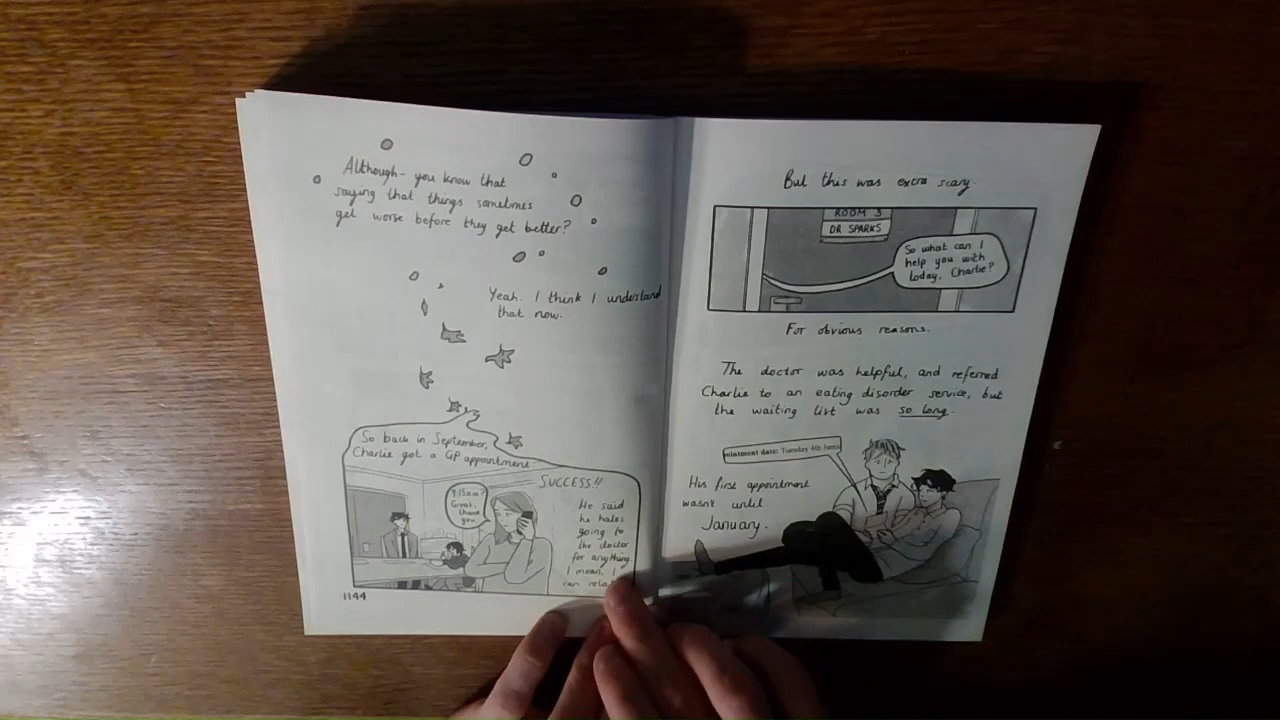 Although - you know that
saying that things sometimes
get worse before they get better?
Yeah. I think I understand
that now.
So back in September,
Charlie got a GP appointment
SUCCESS!!
9:15am?
Great,
thank
you
He said
he hates
going to
the doctor
for anything
I mean, I
can
1144
But this was extra scary.
ROOM 3
DR SPARKS
So what can I
help you with
today, Charlie?
For obvious reasons.
The doctor was helpful, and referred
Charlie to an eating disorder service, but
the waiting list was so long.
date: Tuesday 4th
His first appointment
wasn't until
January.